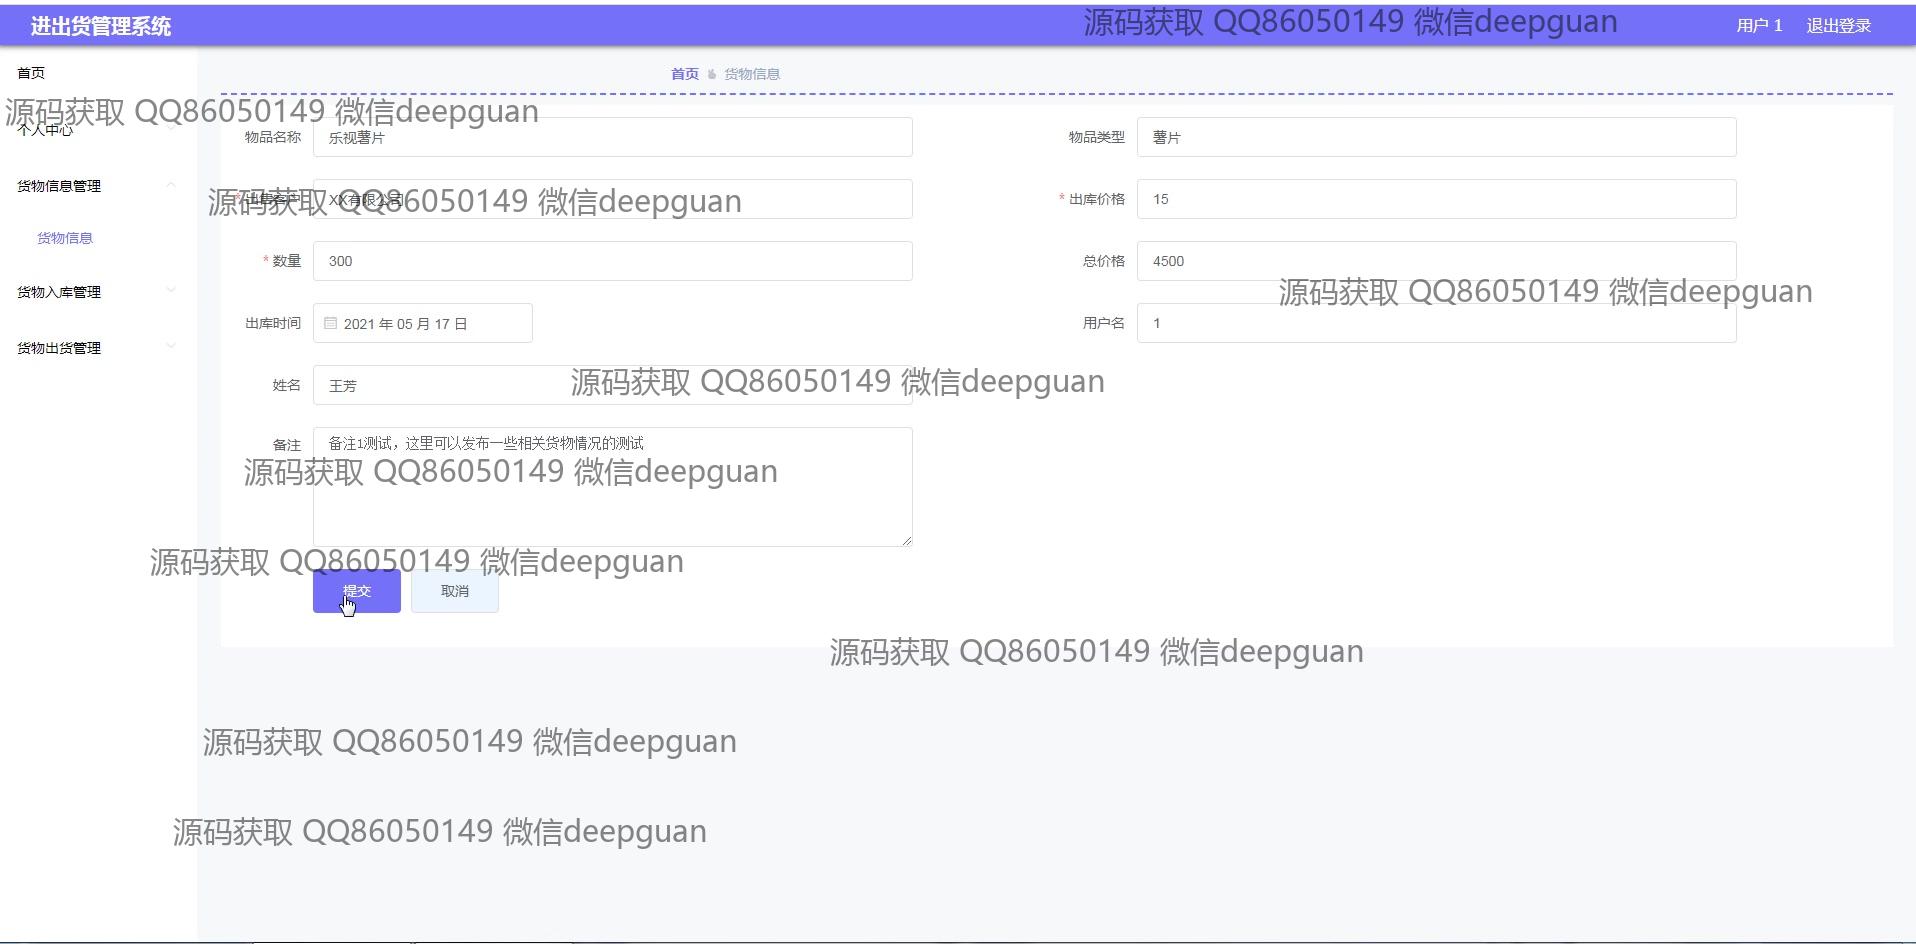 进出货管理系统
源码获取 QQ86050149 微信deepguan
用户 1 退出登录
首页
首页 货物信息
源码获取 QQ86050149 微信deepguan
个人中心
物品名称 乐视薯片
物品类型 薯片
货物信息管理
源码获取 QQ86050149 微信deepguan
* 出售客户 XX有限公司
* 出库价格 15
货物信息
* 数量 300
总价格 4500
货物入库管理
源码获取 QQ86050149 微信deepguan
出库时间 2021 年 05 月 17 日
用户名 1
货物出货管理
姓名 王芳
源码获取 QQ86050149 微信deepguan
备注 备注1测试，这里可以发布一些相关货物情况的测试
源码获取 QQ86050149 微信deepguan
源码获取 QQ86050149 微信deepguan
提交 取消
源码获取 QQ86050149 微信deepguan
源码获取 QQ86050149 微信deepguan
源码获取 QQ86050149 微信deepguan